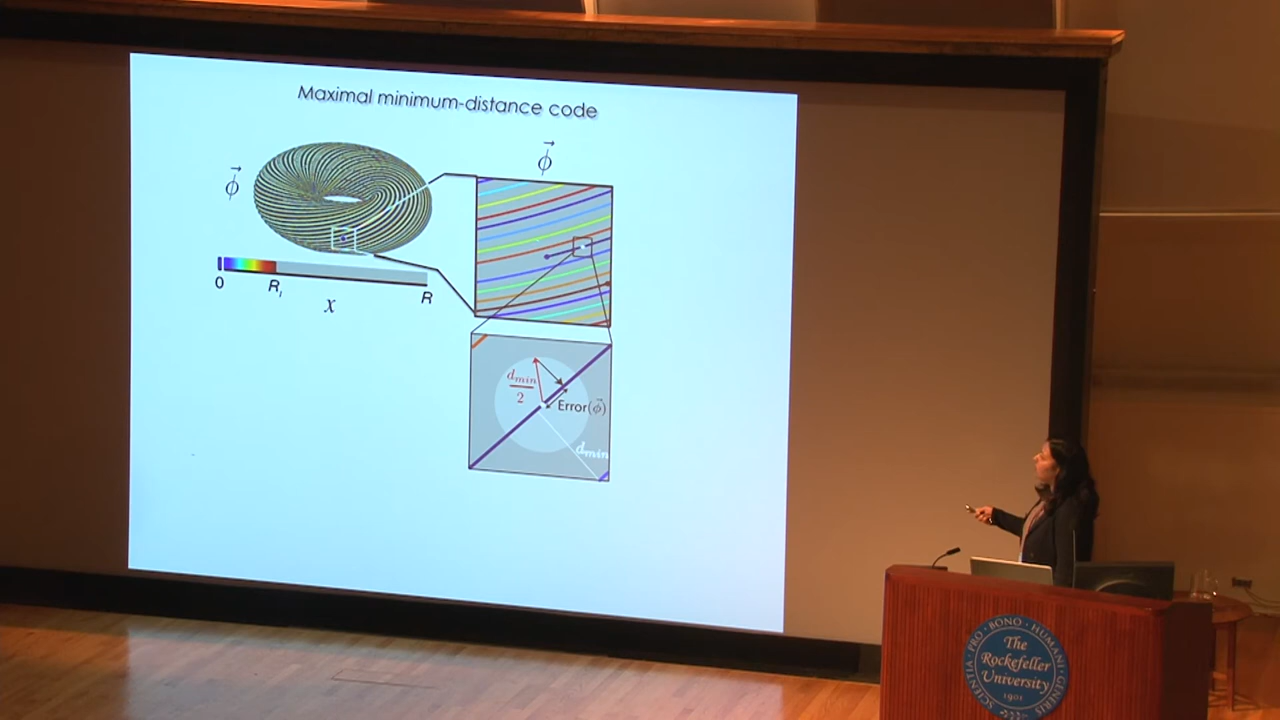 Maximal minimum-distance code
ϕ⃗
ϕ⃗
0
R_l
x
R
d_min/2
Error(ϕ⃗)
d_min
PRO · BONO · HUMANI · GENERIS · SCIENTIA
The
Rockefeller
University
1901